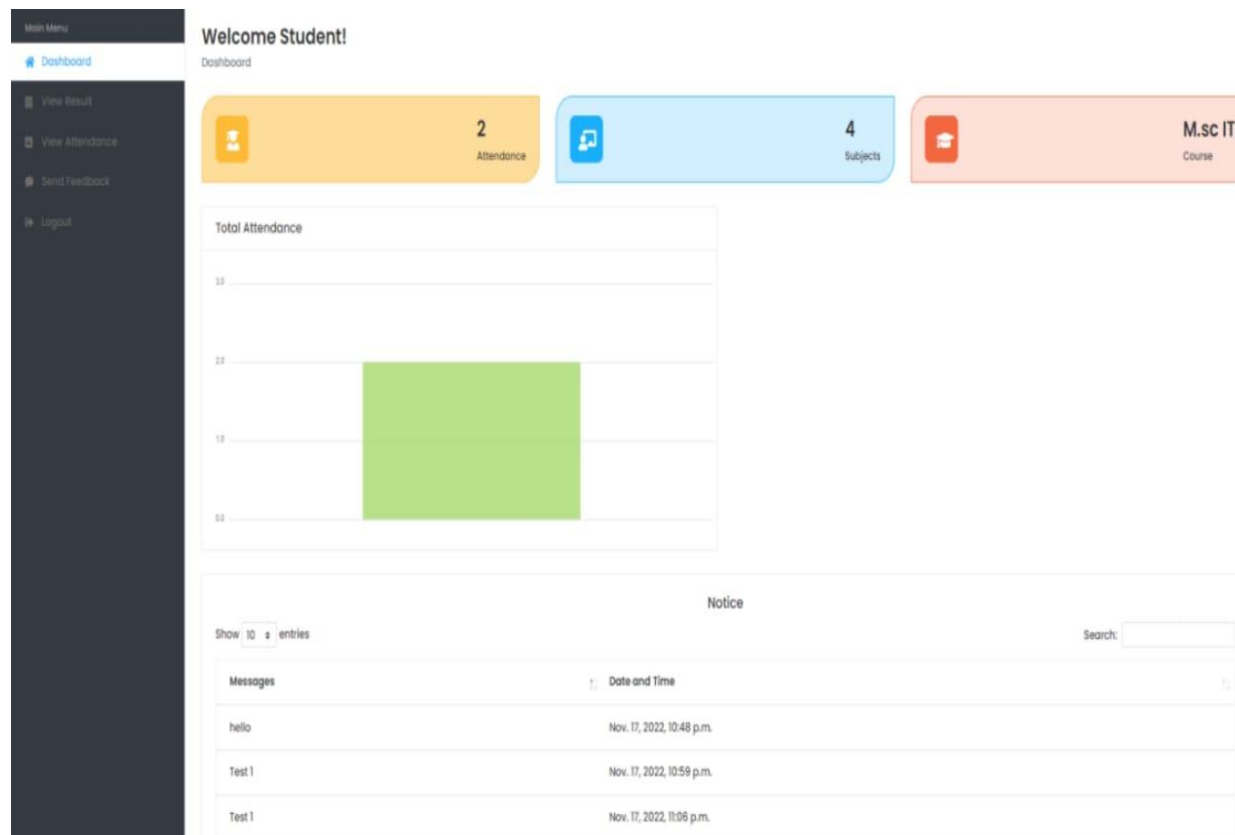 Main Menu
Dashboard
View Result
View Attendance
Send Feedback
Logout
Welcome Student!
Dashboard
2
Attendance
4
Subjects
M.sc IT
Course
Total Attendance
3.0
2.0
1.0
0.0
Notice
Show 10 entries
Search:
Messages Date and Time
hello Nov. 17, 2022, 10:48 p.m.
Test 1 Nov. 17, 2022, 10:59 p.m.
Test 1 Nov. 17, 2022, 11:06 p.m.